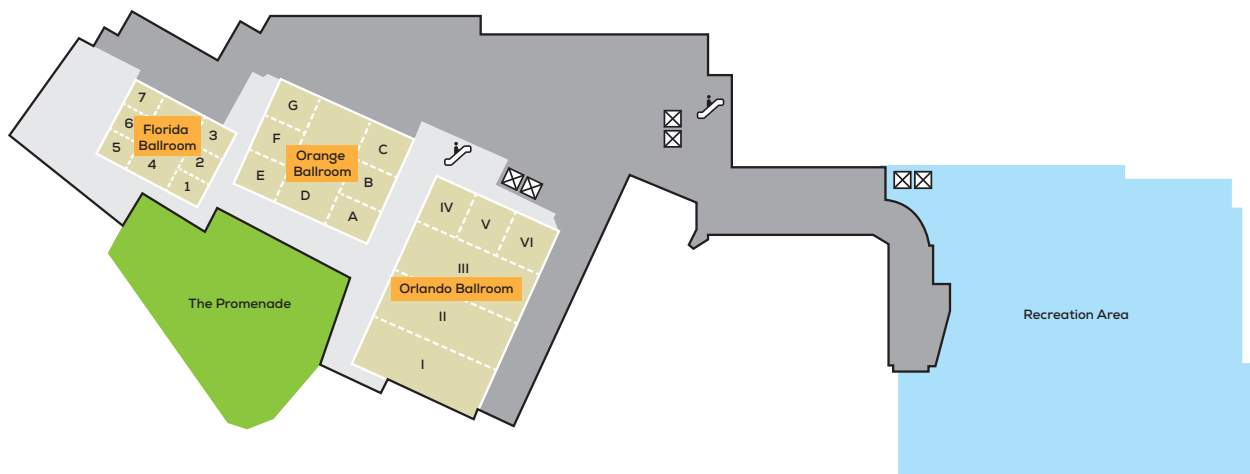 7
6
5
Florida
Ballroom
4
3
2
1
G
F
E
Orange
Ballroom
D
C
B
A
IV
V
VI
III
Orlando Ballroom
II
I
The Promenade
Recreation Area